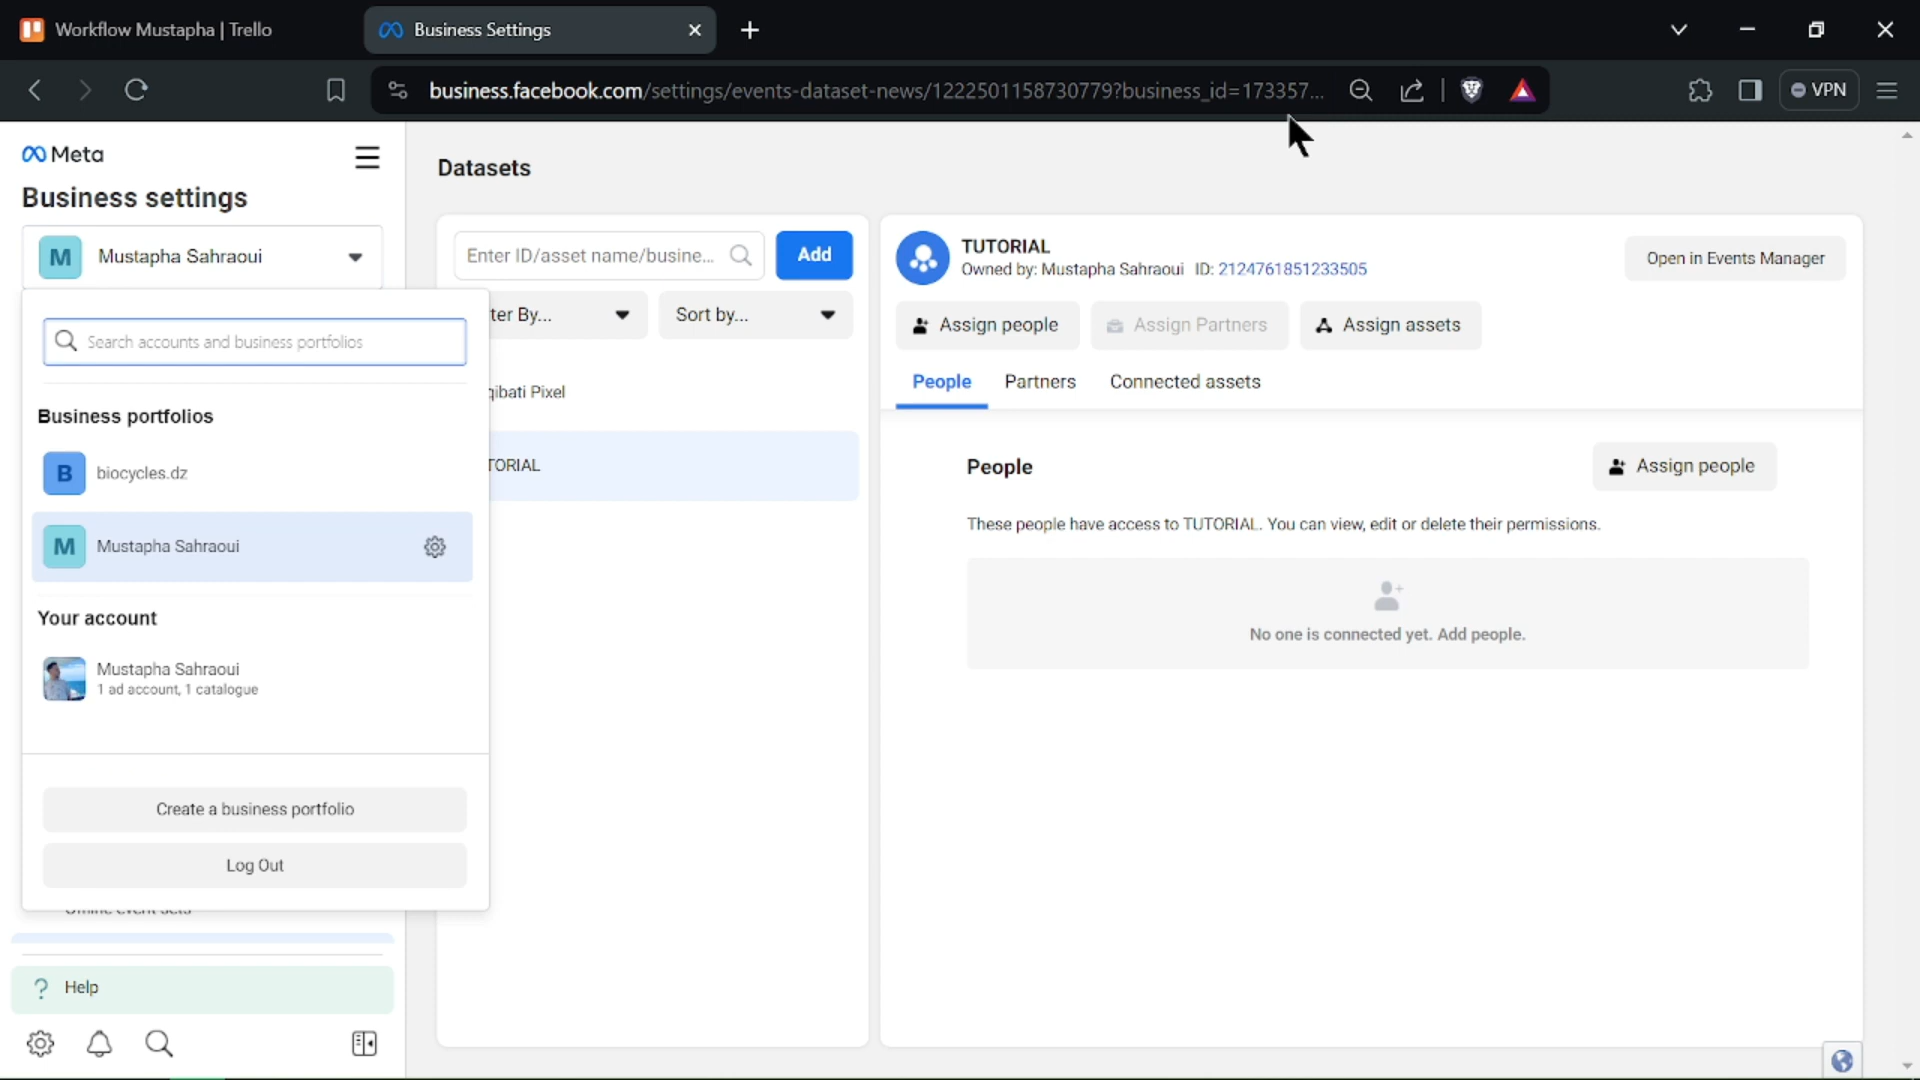 Workflow Mustapha | Trello
Business Settings
business.facebook.com/settings/events-dataset-news/1222501158730779?business_id=173357...
VPN
Meta
Business settings
M Mustapha Sahraoui
Search accounts and business portfolios
Business portfolios
B biocycles.dz
M Mustapha Sahraoui
Your account
Mustapha Sahraoui
1 ad account, 1 catalogue
Create a business portfolio
Log Out
? Help
Datasets
Enter ID/asset name/busine...
Add
ter By...
Sort by...
qibati Pixel
TORIAL
TUTORIAL
Owned by: Mustapha Sahraoui ID: 2124761851233505
Open in Events Manager
Assign people
Assign Partners
Assign assets
People
Partners
Connected assets
People
Assign people
These people have access to TUTORIAL. You can view, edit or delete their permissions.
No one is connected yet. Add people.